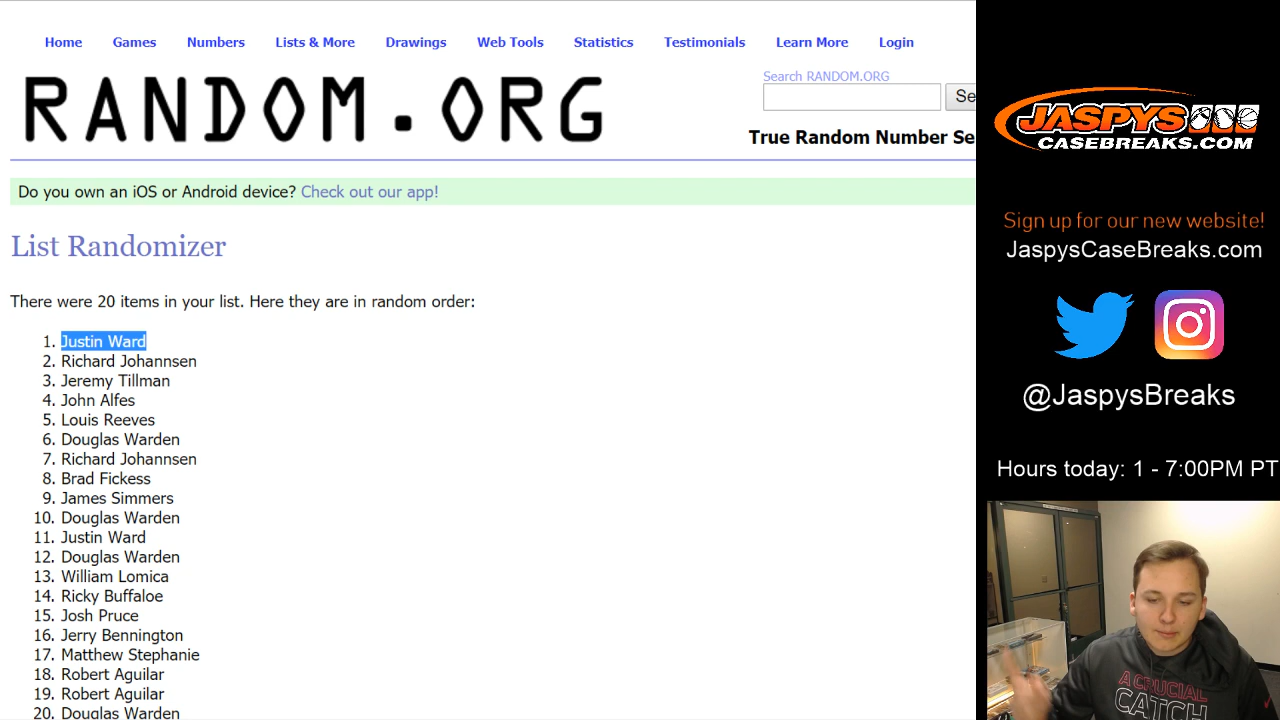 Home Games Numbers Lists & More Drawings Web Tools Statistics Testimonials Learn More Login
RANDOM.ORG
Search RANDOM.ORG
Se
True Random Number Se
Do you own an iOS or Android device? Check out our app!
List Randomizer
There were 20 items in your list. Here they are in random order:
1. Justin Ward
2. Richard Johannsen
3. Jeremy Tillman
4. John Alfes
5. Louis Reeves
6. Douglas Warden
7. Richard Johannsen
8. Brad Fickess
9. James Simmers
10. Douglas Warden
11. Justin Ward
12. Douglas Warden
13. William Lomica
14. Ricky Buffaloe
15. Josh Pruce
16. Jerry Bennington
17. Matthew Stephanie
18. Robert Aguilar
19. Robert Aguilar
20. Douglas Warden
JASPYS
CASEBREAKS.COM
Sign up for our new website!
JaspysCaseBreaks.com
@JaspysBreaks
Hours today: 1 - 7:00PM PT
A CRUCIAL
CATCH